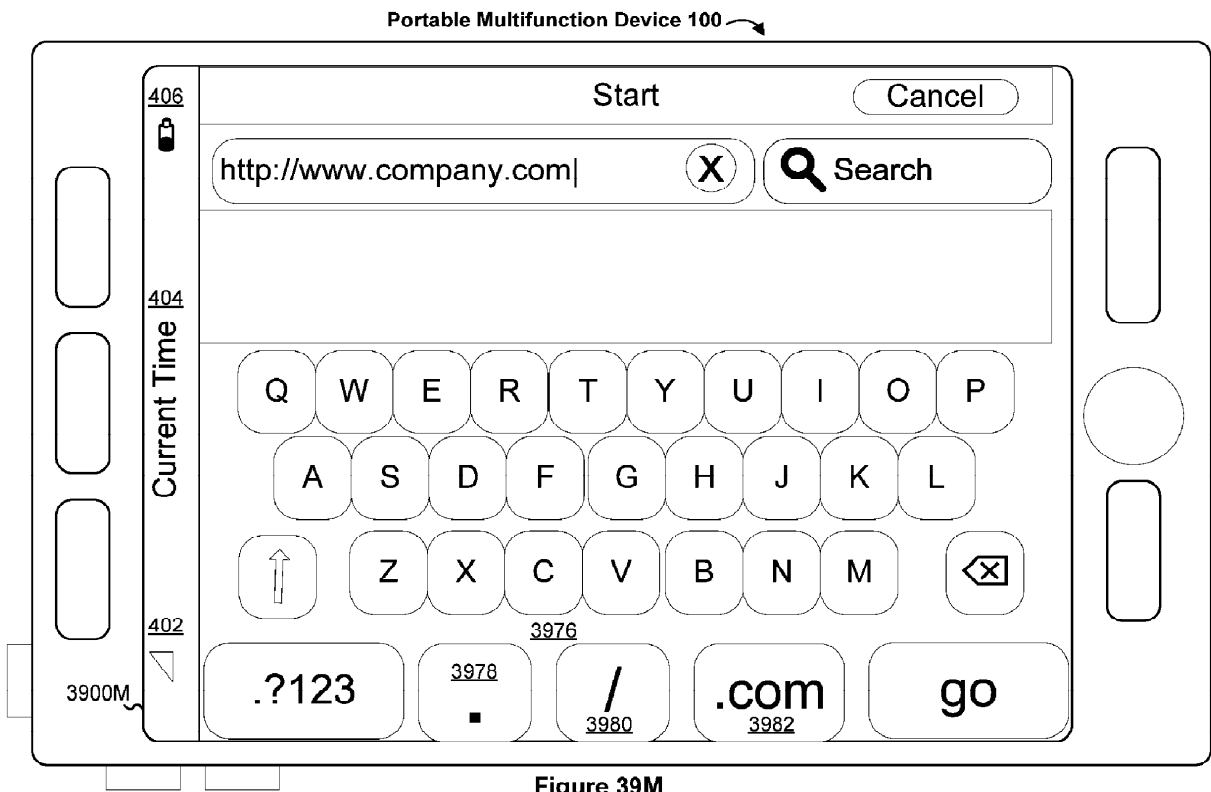 Portable Multifunction Device 100
406
Start
Cancel
http://www.company.com
X
Search
404
Current Time
Q W E R T Y U I O P
A S D F G H J K L
Z X C V B N M
402
3976
3900M
.?123
3978
.
/
3980
.com
3982
go
Figure 39M